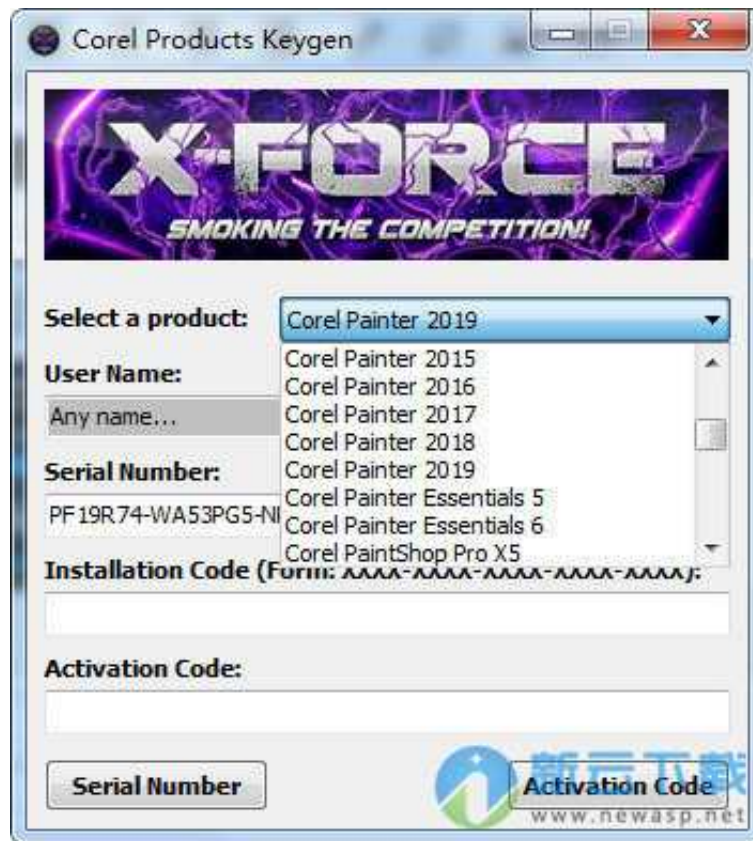 Corel Products Keygen
X-FORCE
SMOKING THE COMPETITION!
Select a product: Corel Painter 2019
Corel Painter 2015
Corel Painter 2016
Corel Painter 2017
Corel Painter 2018
Corel Painter 2019
Corel Painter Essentials 5
Corel Painter Essentials 6
Corel PaintShop Pro X5
User Name:
Any name...
Serial Number:
PF19R74-WA53PG5-N
Installation Code (Form: XXXX-XXXX-XXXX-XXXX-XXXX):
Activation Code:
Serial Number
Activation Code
新云下载
www.newasp.net